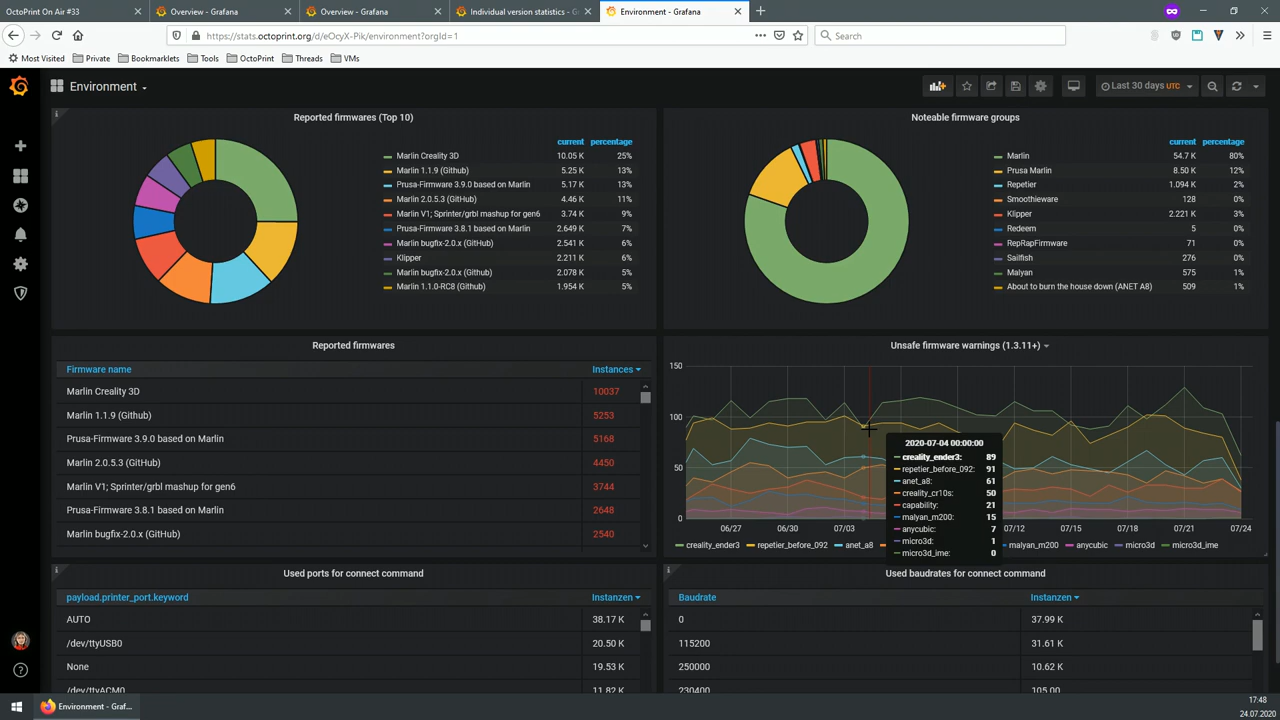 OctoPrint On Air #33
Overview - Grafana
Overview - Grafana
Individual version statistics - G
Environment - Grafana
https://stats.octoprint.org/d/eOcyX-Pik/environment?orgId=1
Search
Most Visited
Private
Bookmarklets
Tools
OctoPrint
Threads
VMs
Environment
Last 30 days UTC
Reported firmwares (Top 10)
current percentage
Marlin Creality 3D 10.05 K 25%
Marlin 1.1.9 (Github) 5.25 K 13%
Prusa-Firmware 3.9.0 based on Marlin 5.17 K 13%
Marlin 2.0.5.3 (GitHub) 4.46 K 11%
Marlin V1; Sprinter/grbl mashup for gen6 3.74 K 9%
Prusa-Firmware 3.8.1 based on Marlin 2.649 K 7%
Marlin bugfix-2.0.x (GitHub) 2.541 K 6%
Klipper 2.211 K 6%
Marlin bugfix-2.0.x (Github) 2.078 K 5%
Marlin 1.1.0-RC8 (Github) 1.954 K 5%
Noteable firmware groups
current percentage
Marlin 54.7 K 80%
Prusa Marlin 8.50 K 12%
Repetier 1.094 K 2%
Smoothieware 128 0%
Klipper 2.221 K 3%
Redeem 5 0%
RepRapFirmware 71 0%
Sailfish 276 0%
Malyan 575 1%
About to burn the house down (ANET A8) 509 1%
Reported firmwares
Firmware name Instances
Marlin Creality 3D 10037
Marlin 1.1.9 (Github) 5253
Prusa-Firmware 3.9.0 based on Marlin 5168
Marlin 2.0.5.3 (GitHub) 4450
Marlin V1; Sprinter/grbl mashup for gen6 3744
Prusa-Firmware 3.8.1 based on Marlin 2648
Marlin bugfix-2.0.x (GitHub) 2540
Unsafe firmware warnings (1.3.11+)
150
100
50
0
2020-07-04 00:00:00
creality_ender3: 89
repetier_before_092: 91
anet_a8: 61
creality_cr10s: 50
capability: 21
malyan_m200: 15
anycubic: 7
micro3d: 1
micro3d_ime: 0
06/27 06/30 07/03 07/12 07/15 07/18 07/21 07/24
creality_ender3 repetier_before_092 anet_a8 malyan_m200 anycubic micro3d micro3d_ime
Used ports for connect command
payload.printer_port.keyword Instanzen
AUTO 38.17 K
/dev/ttyUSB0 20.50 K
None 19.53 K
/dev/ttyACM0 11.82 K
Used baudrates for connect command
Baudrate Instanzen
0 37.99 K
115200 31.61 K
250000 10.62 K
230400 105.00
Environment - Graf...
17:48
24.07.2020